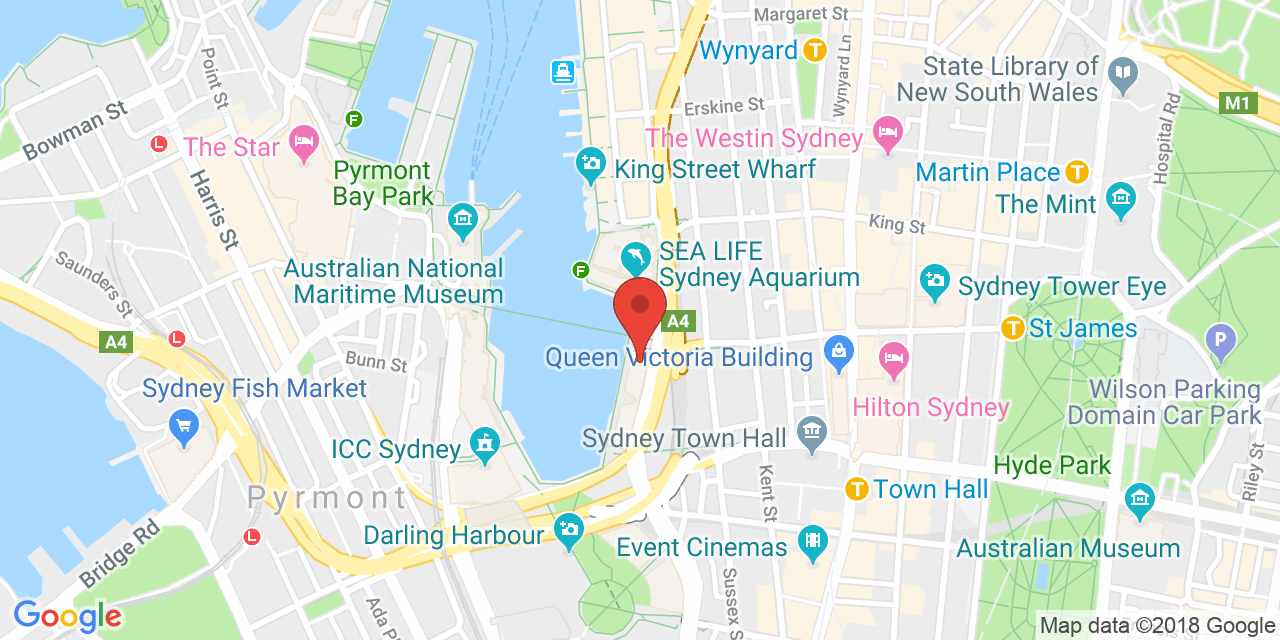 Margaret St
Wynyard T
Point St
Wynyard Ln
State Library of
New South Wales
M1
Erskine St
Hospital Rd
Bowman St
F
L
The Star
The Westin Sydney
Pyrmont
Bay Park
King Street Wharf
Martin Place T
Harris St
The Mint
King St
Saunders St
SEA LIFE
Sydney Aquarium
Australian National
Maritime Museum
F
Sydney Tower Eye
A4
T St James
A4
L
P
Bunn St
Queen Victoria Building
Sydney Fish Market
Wilson Parking
Domain Car Park
Hilton Sydney
ICC Sydney
Sydney Town Hall
Hyde Park
Riley St
Pyrmont
Kent St
T Town Hall
Bridge Rd
L
Darling Harbour
Event Cinemas
Australian Museum
Sussex S
Ada P
Google
Map data ©2018 Google